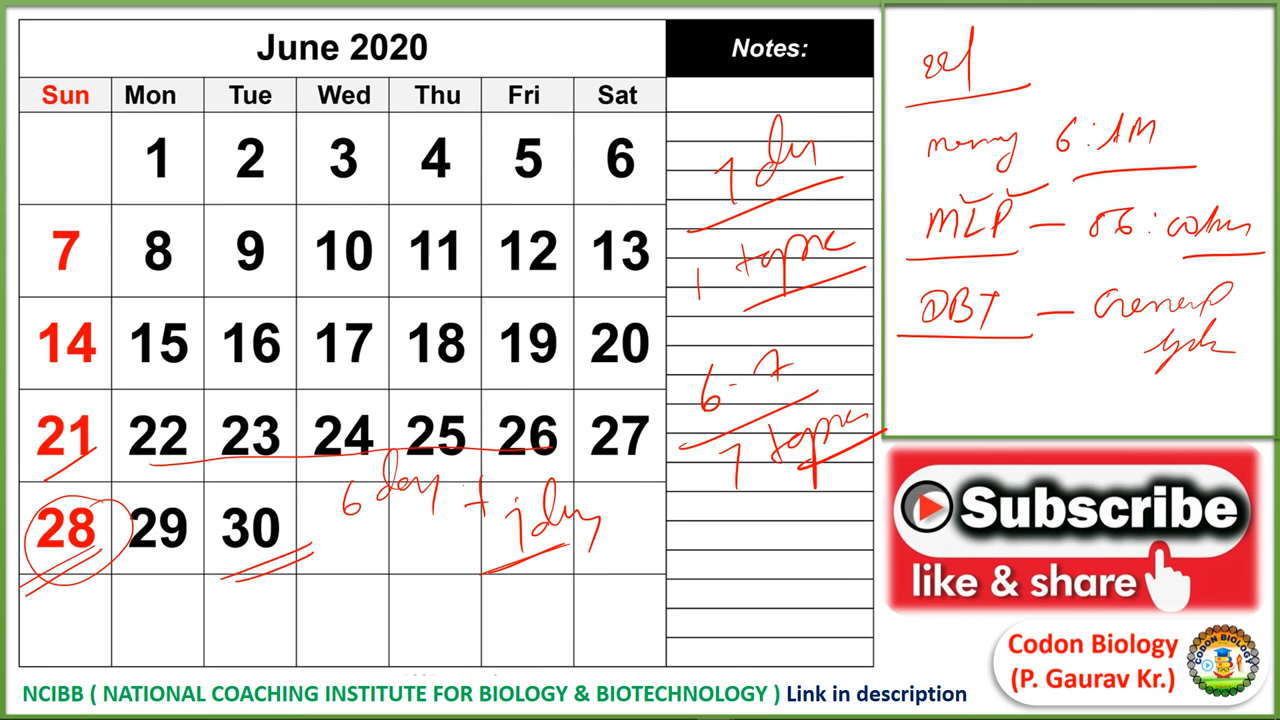 June 2020
Notes:
Sun Mon Tue Wed Thu Fri Sat
1 2 3 4 5 6
7 8 9 10 11 12 13
14 15 16 17 18 19 20
21 22 23 24 25 26 27
28 29 30
6 day + 1 day
1 day
1 topic
6-7
7 topic
6:AM
MLP —
DBT —
Subscribe
like & share
Codon Biology
(P. Gaurav Kr.)
CODON BIOLOGY
NCIBB ( NATIONAL COACHING INSTITUTE FOR BIOLOGY & BIOTECHNOLOGY ) Link in description